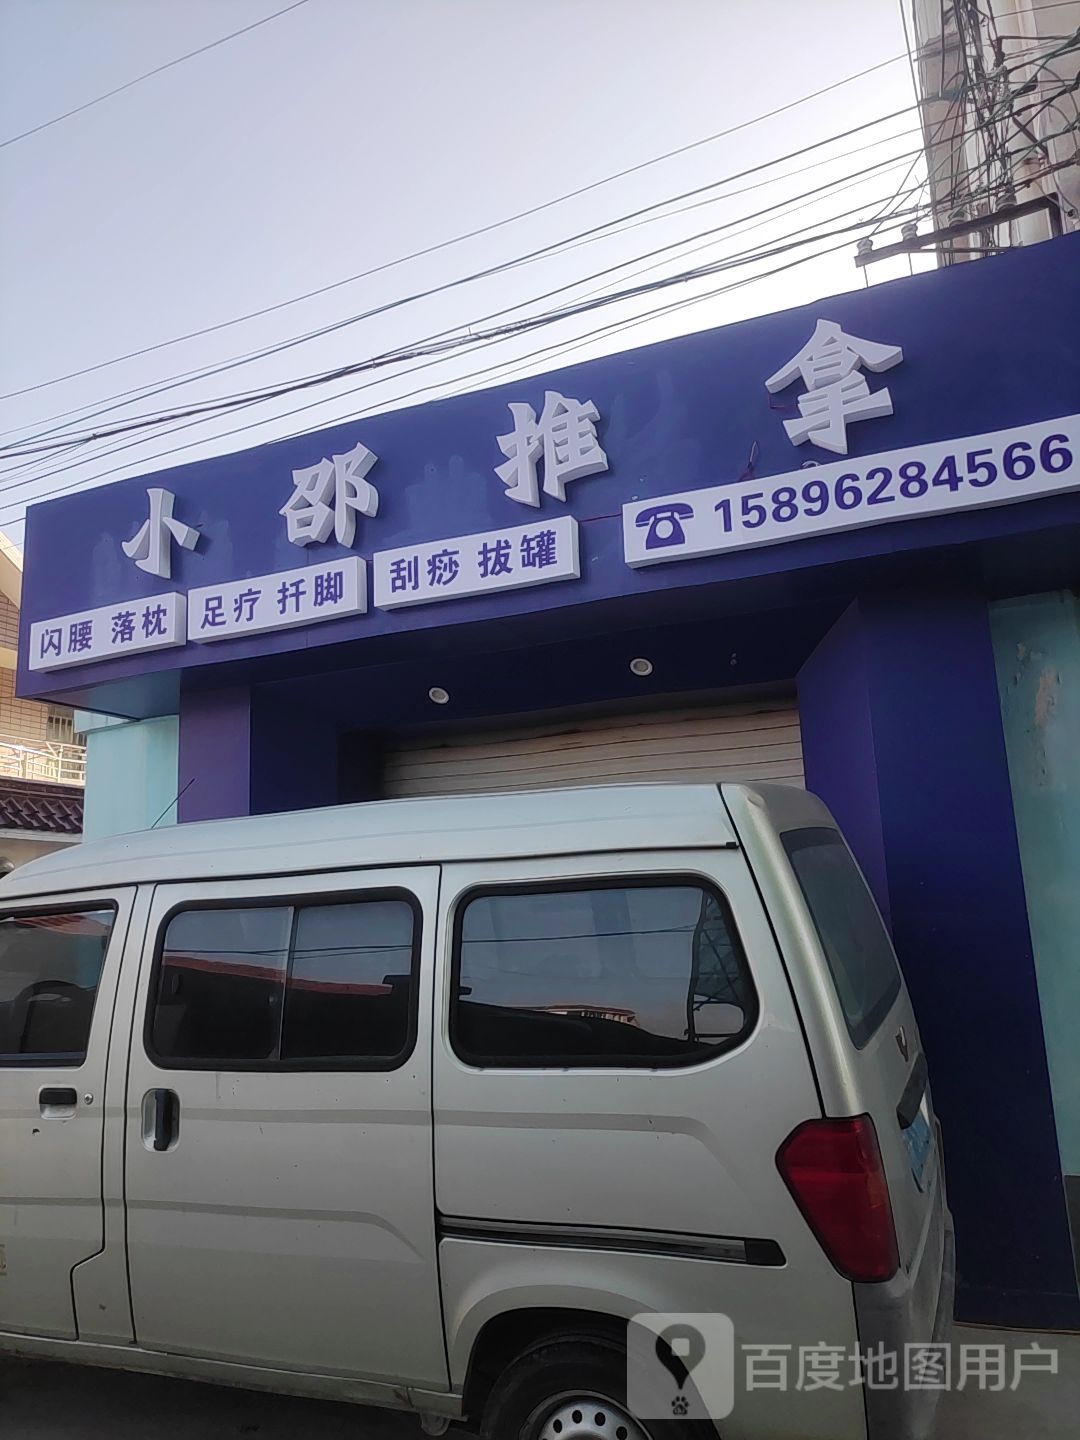 小邵推拿
闪腰 落枕
足疗 扦脚
刮痧 拔罐
☎ 15896284566
百度地图用户